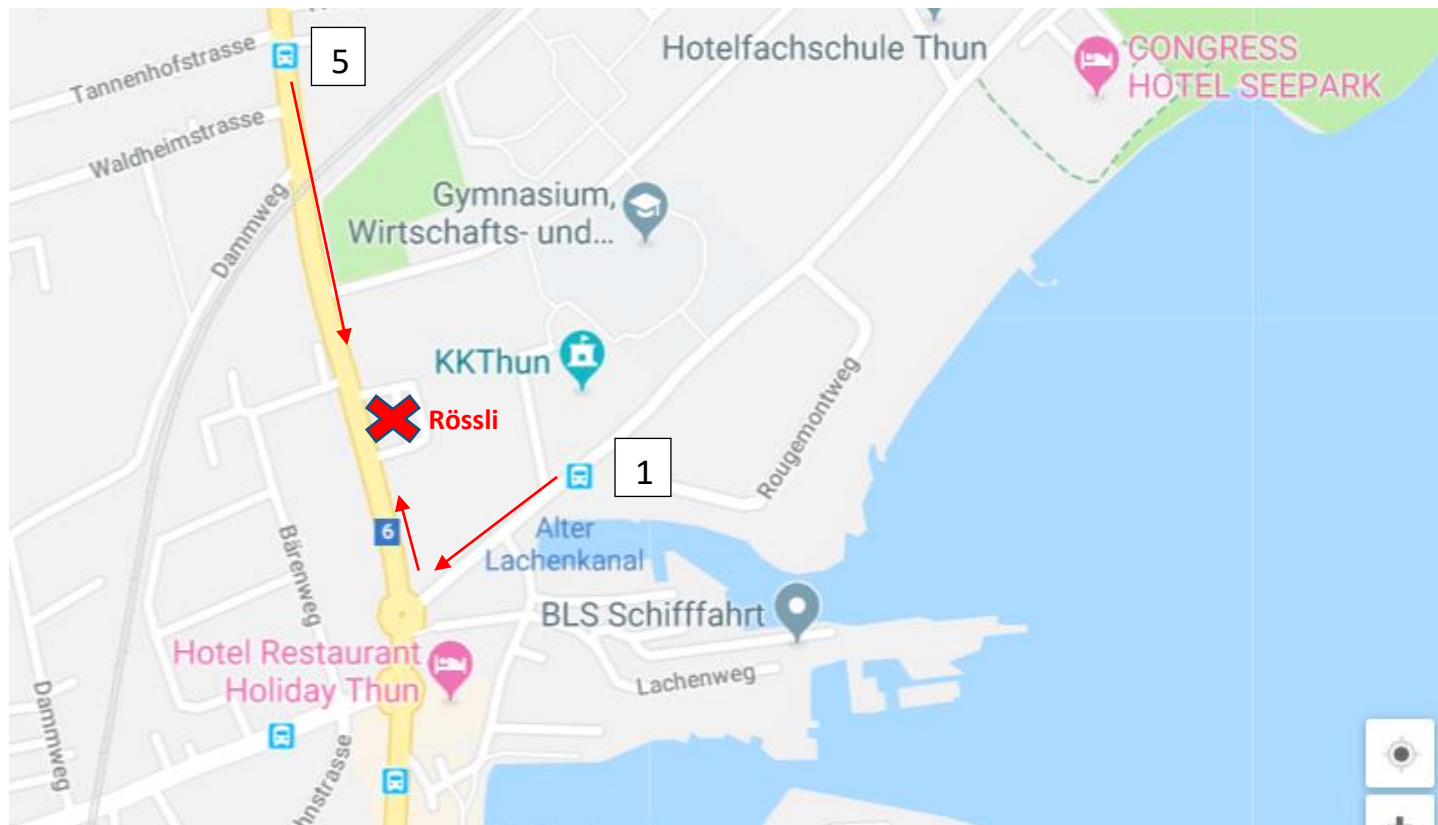 Tannenhofstrasse
5
Hotelfachschule Thun
CONGRESS
HOTEL SEEPARK
Waldheimstrasse
Dammweg
Gymnasium,
Wirtschafts- und...
KKThun
Rössli
Rougemontweg
1
6
Alter
Lachenkanal
Bärenweg
BLS Schifffahrt
Hotel Restaurant
Holiday Thun
Lachenweg
Dammweg